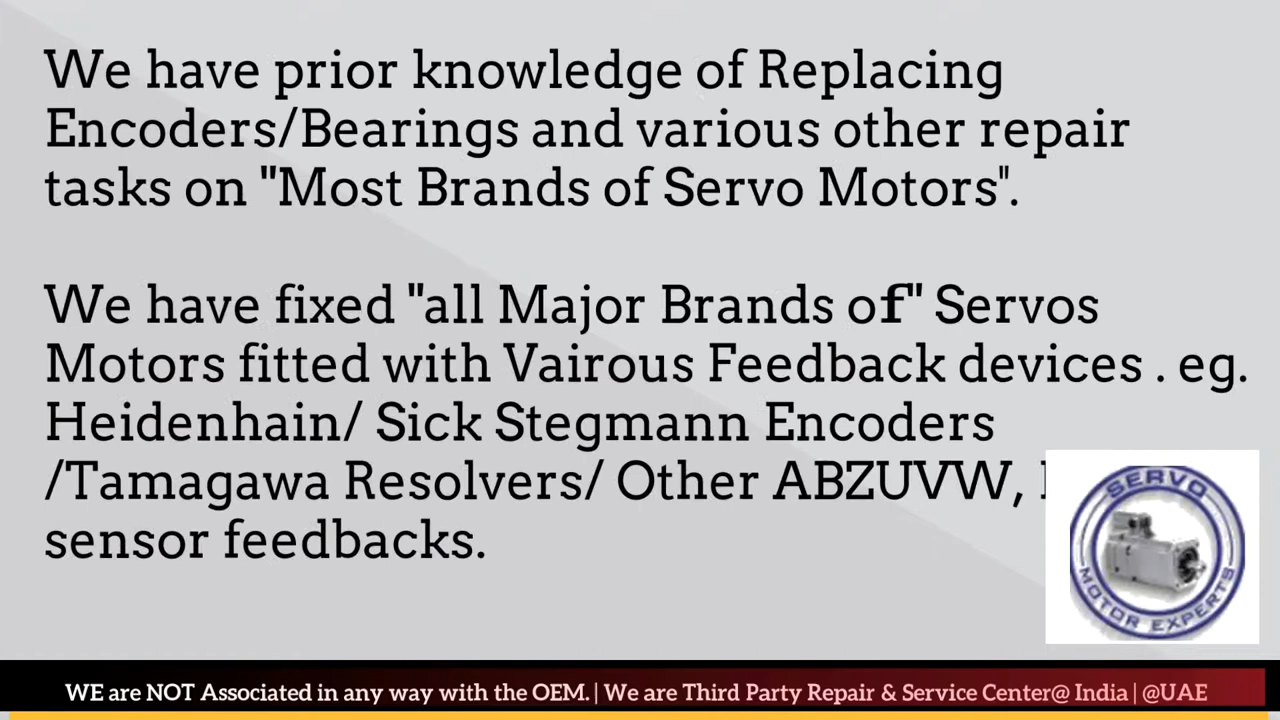 We have prior knowledge of Replacing
Encoders/Bearings and various other repair
tasks on "Most Brands of Servo Motors".
We have fixed "all Major Brands of" Servos
Motors fitted with Vairous Feedback devices . eg.
Heidenhain/ Sick Stegmann Encoders
/Tamagawa Resolvers/ Other ABZUVW,
sensor feedbacks.
SERVO
MOTOR EXPERTS
WE are NOT Associated in any way with the OEM. | We are Third Party Repair & Service Center@ India | @UAE